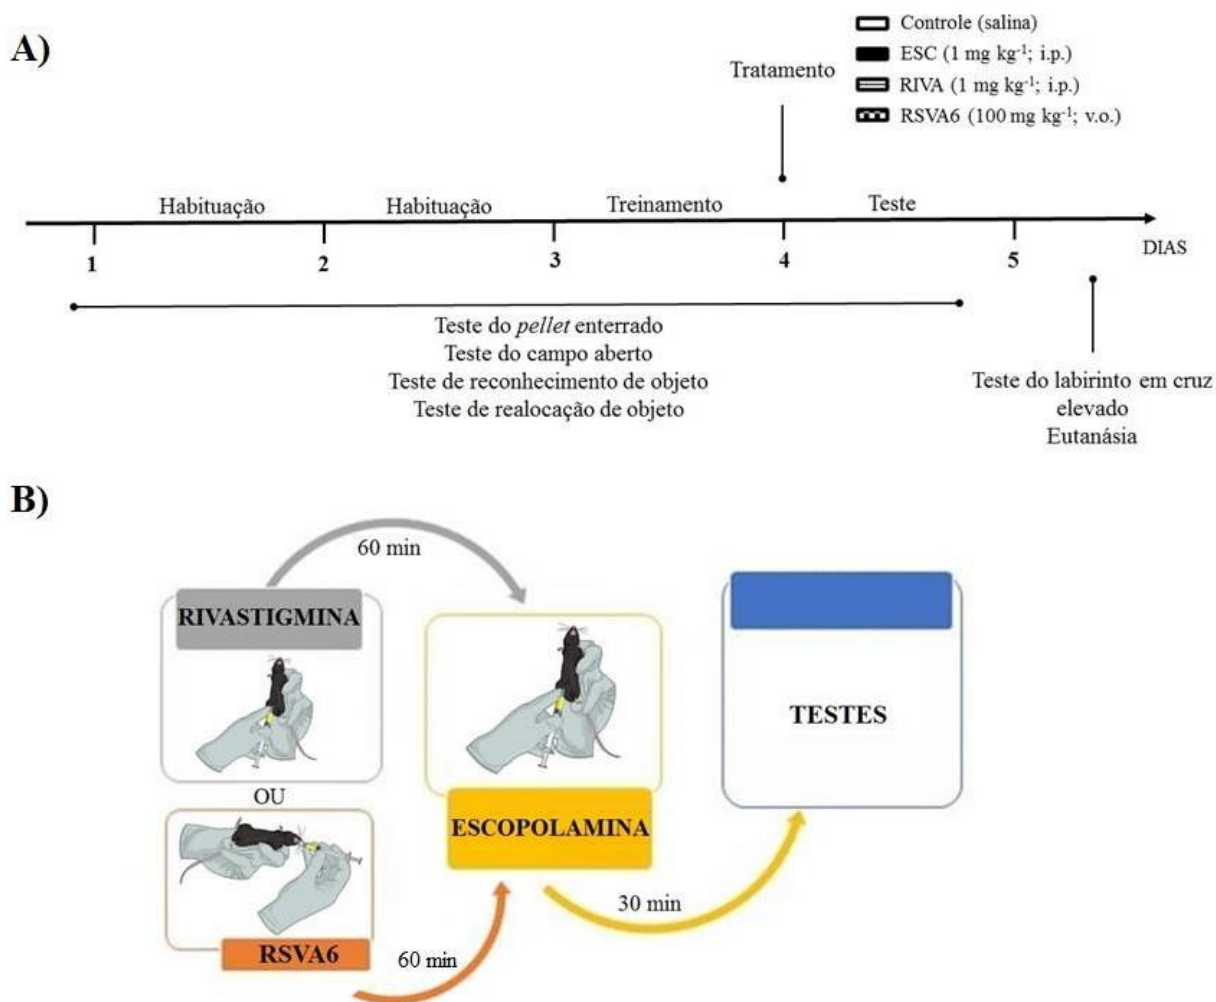 A)
Controle (salina)
ESC (1 mg kg⁻¹; i.p.)
RIVA (1 mg kg⁻¹; i.p.)
RSVA6 (100 mg kg⁻¹; v.o.)
Tratamento
Habituação Habituação Treinamento Teste
1 2 3 4 5 DIAS
Teste do pellet enterrado
Teste do campo aberto
Teste de reconhecimento de objeto
Teste de realocação de objeto
Teste do labirinto em cruz
elevado
Eutanásia
B)
60 min
RIVASTIGMINA
OU
RSVA6
60 min
ESCOPOLAMINA
30 min
TESTES